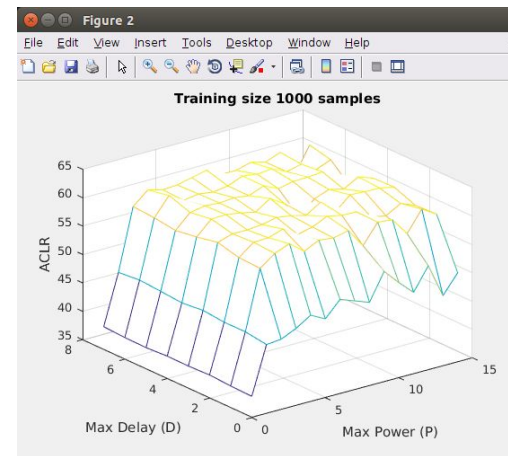 Figure 2
File Edit View Insert Tools Desktop Window Help
Training size 1000 samples
65
60
55
50
45
40
35
ACLR
8
6
4
2
0
Max Delay (D)
0
5
10
15
Max Power (P)